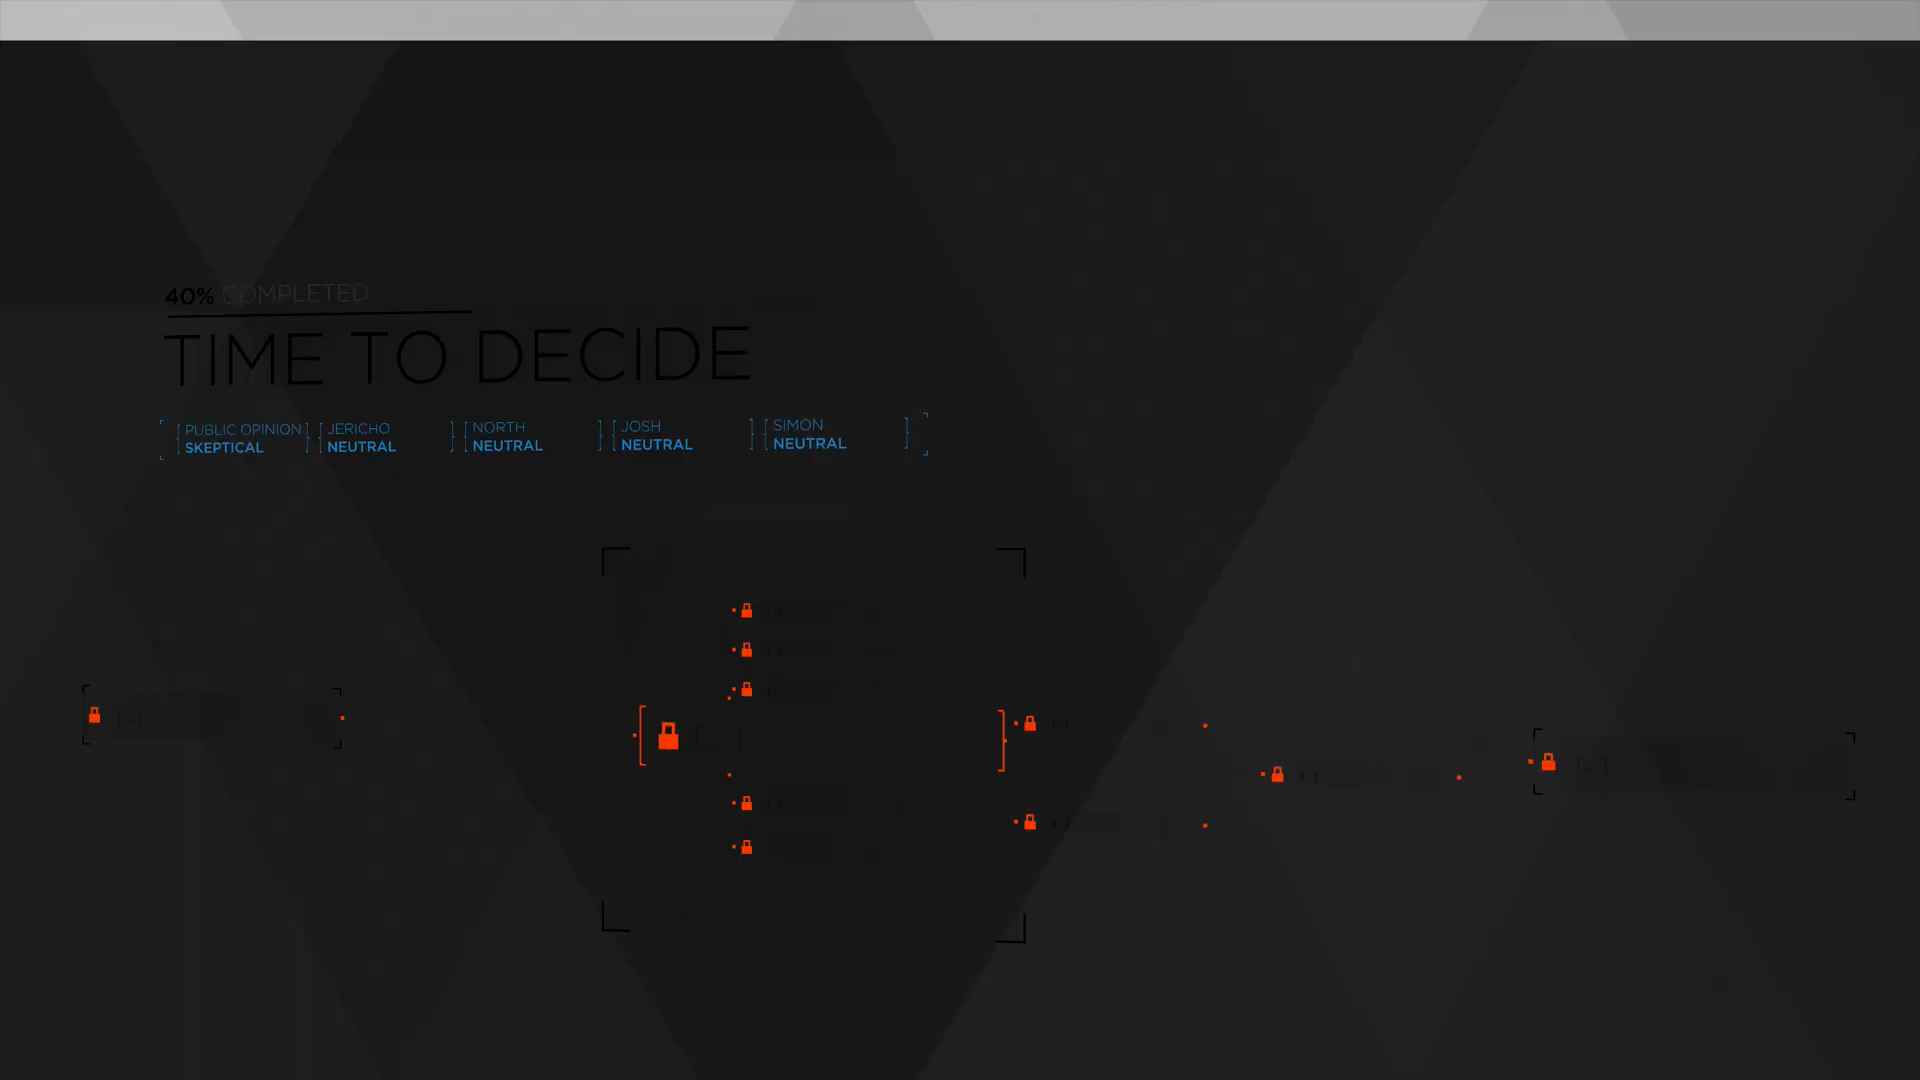 40% COMPLETED
TIME TO DECIDE
PUBLIC OPINION JERICHO NORTH JOSH SIMON
SKEPTICAL NEUTRAL NEUTRAL NEUTRAL NEUTRAL